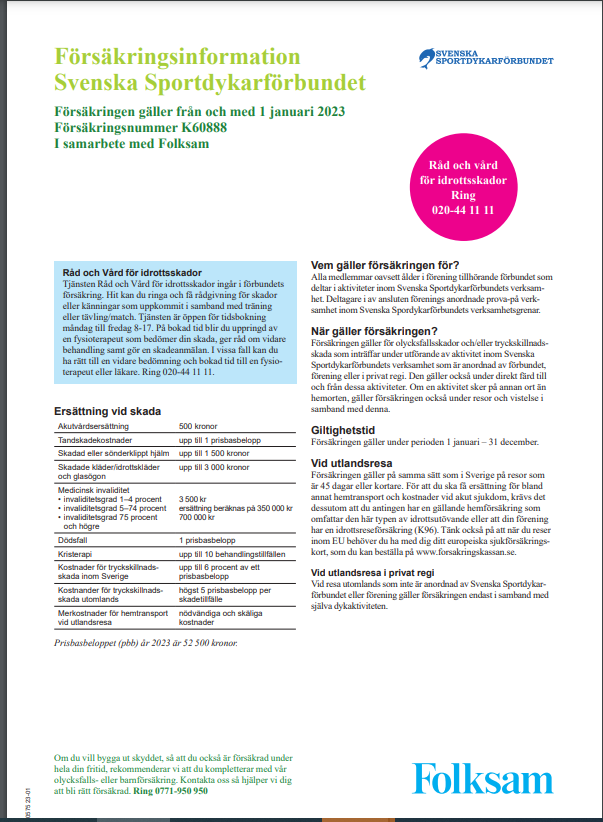 Försäkringsinformation
Svenska Sportdykarförbundet
Försäkringen gäller från och med 1 januari 2023
Försäkringsnummer K60888
I samarbete med Folksam
SVENSKA
SPORTDYKARFÖRBUNDET
Råd och vård
för idrottsskador
Ring
020-44 11 11
Råd och Vård för idrottsskador
Tjänsten Råd och Vård för idrottsskador ingår i förbundets
försäkring. Hit kan du ringa och få rådgivning för skador
eller känningar som uppkommit i samband med träning
eller tävling/match. Tjänsten är öppen för tidsbokning
måndag till fredag 8-17. På bokad tid blir du uppringd av
en fysioterapeut som bedömer din skada, ger råd om vidare
behandling samt gör en skadeanmälan. I vissa fall kan du
ha rätt till en vidare bedömning och bokad tid till en fysio-
terapeut eller läkare. Ring 020-44 11 11.
Ersättning vid skada
Akutvårdsersättning 500 kronor
Tandskadekostnader upp till 1 prisbasbelopp
Skadad eller sönderklippt hjälm upp till 1 500 kronor
Skadade kläder/idrottskläder upp till 3 000 kronor
och glasögon
Medicinsk invaliditet
• invaliditetsgrad 1–4 procent 3 500 kr
• invaliditetsgrad 5–74 procent ersättning beräknas på 350 000 kr
• invaliditetsgrad 75 procent 700 000 kr
och högre
Dödsfall 1 prisbasbelopp
Kristerapi upp till 10 behandlingstillfällen
Kostnader för tryckskillnads- upp till 6 procent av ett
skada inom Sverige prisbasbelopp
Kostnander för tryckskillnads- högst 5 prisbasbelopp per
skada utomlands skadetillfälle
Merkostnader för hemtransport nödvändiga och skäliga
vid utlandsresa kostnader
Prisbasbeloppet (pbb) år 2023 är 52 500 kronor.
Vem gäller försäkringen för?
Alla medlemmar oavsett ålder i förening tillhörande förbundet som
deltar i aktiviteter inom Svenska Sportdykarförbundets verksam-
het. Deltagare i av ansluten förenings anordnade prova-på verk-
samhet inom Svenska Spordykarförbundets verksamhetsgrenar.
När gäller försäkringen?
Försäkringen gäller för olycksfallsskador och/eller tryckskillnads-
skada som inträffar under utförande av aktivitet inom Svenska
Sportdykarförbundets verksamhet som är anordnad av förbundet,
förening eller i privat regi. Den gäller också under direkt färd till
och från dessa aktiviteter. Om en aktivitet sker på annan ort än
hemorten, gäller försäkringen också under resor och vistelse i
samband med denna.
Giltighetstid
Försäkringen gäller under perioden 1 januari – 31 december.
Vid utlandsresa
Försäkringen gäller på samma sätt som i Sverige på resor som
är 45 dagar eller kortare. För att du ska få ersättning för bland
annat hemtransport och kostnader vid akut sjukdom, krävs det
dessutom att du antingen har en gällande hemförsäkring som
omfattar den här typen av idrottsutövande eller att din förening
har en idrottsreseförsäkring (K96). Tänk också på att när du reser
inom EU behöver du ha med dig ditt europeiska sjukförsäkrings-
kort, som du kan beställa på www.forsakringskassan.se.
Vid utlandsresa i privat regi
Vid resa utomlands som inte är anordnad av Svenska Sportdykar-
förbundet eller förening gäller försäkringen endast i samband med
själva dykaktiviteten.
Om du vill bygga ut skyddet, så att du också är försäkrad under
hela din fritid, rekommenderar vi att du kompletterar med vår
olycksfalls- eller barnförsäkring. Kontakta oss så hjälper vi dig
att bli rätt försäkrad. Ring 0771-950 950
Folksam